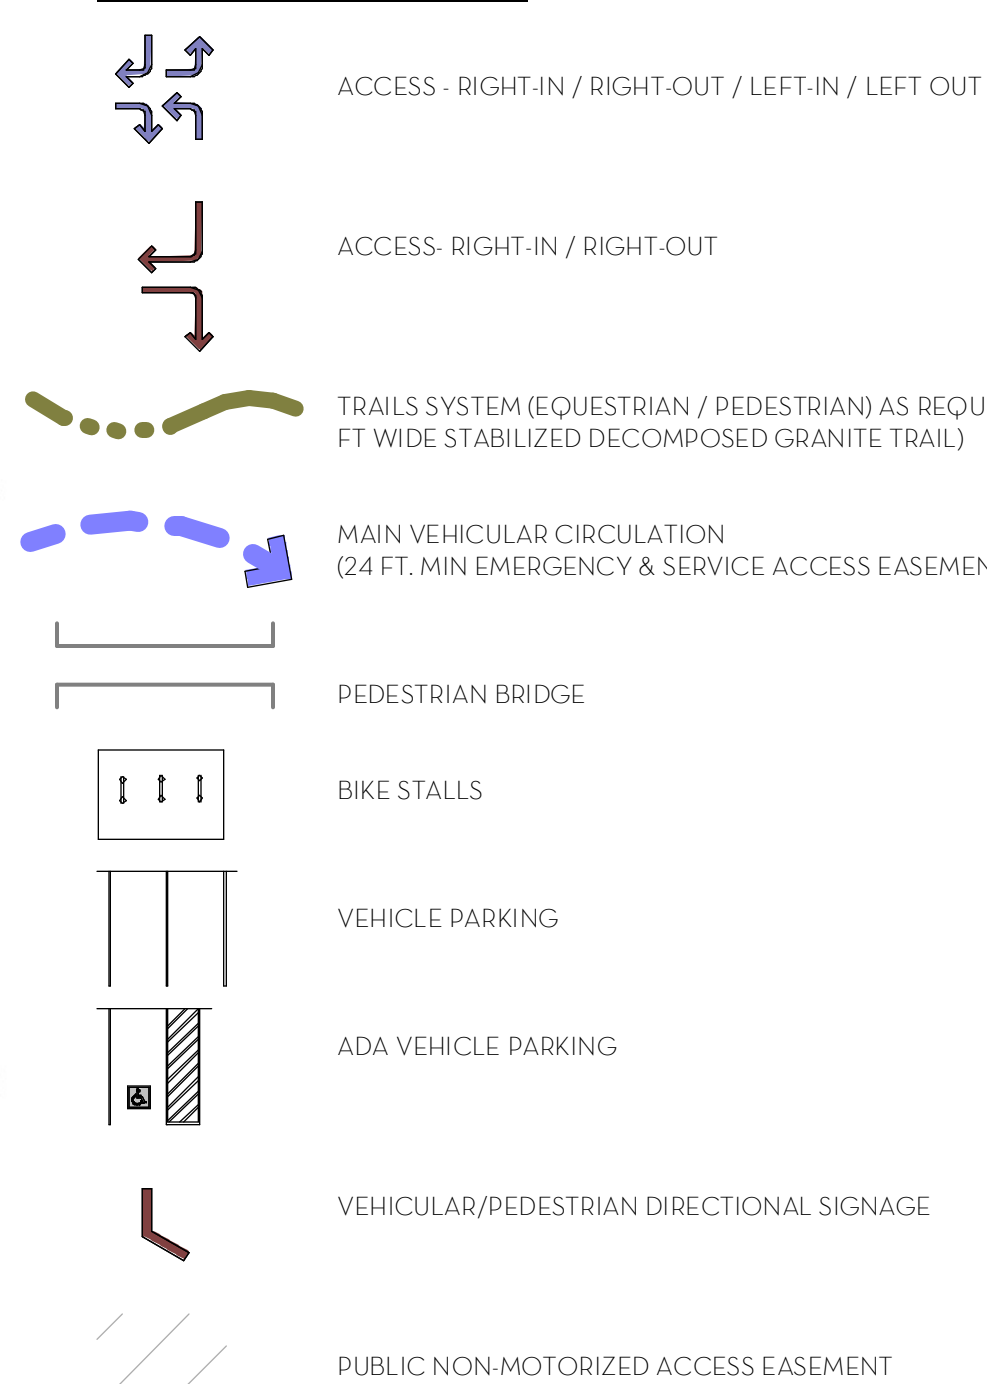 ACCESS - RIGHT-IN / RIGHT-OUT / LEFT-IN / LEFT OUT
ACCESS- RIGHT-IN / RIGHT-OUT
TRAILS SYSTEM (EQUESTRIAN / PEDESTRIAN) AS REQU
FT WIDE STABILIZED DECOMPOSED GRANITE TRAIL)
MAIN VEHICULAR CIRCULATION
(24 FT. MIN EMERGENCY & SERVICE ACCESS EASEMEN
PEDESTRIAN BRIDGE
BIKE STALLS
VEHICLE PARKING
ADA VEHICLE PARKING
VEHICULAR/PEDESTRIAN DIRECTIONAL SIGNAGE
PUBLIC NON-MOTORIZED ACCESS EASEMENT